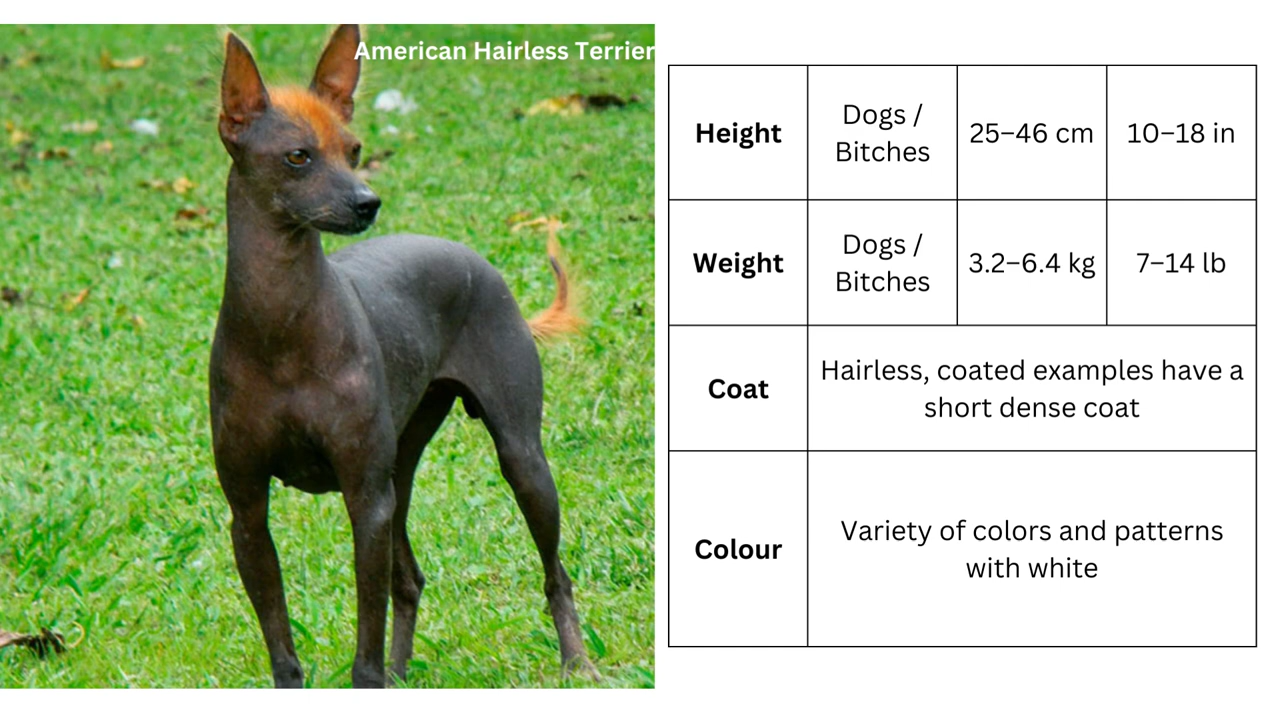 American Hairless Terrier
Height
Dogs /
Bitches
25–46 cm
10–18 in
Weight
Dogs /
Bitches
3.2–6.4 kg
7–14 lb
Coat
Hairless, coated examples have a
short dense coat
Colour
Variety of colors and patterns
with white